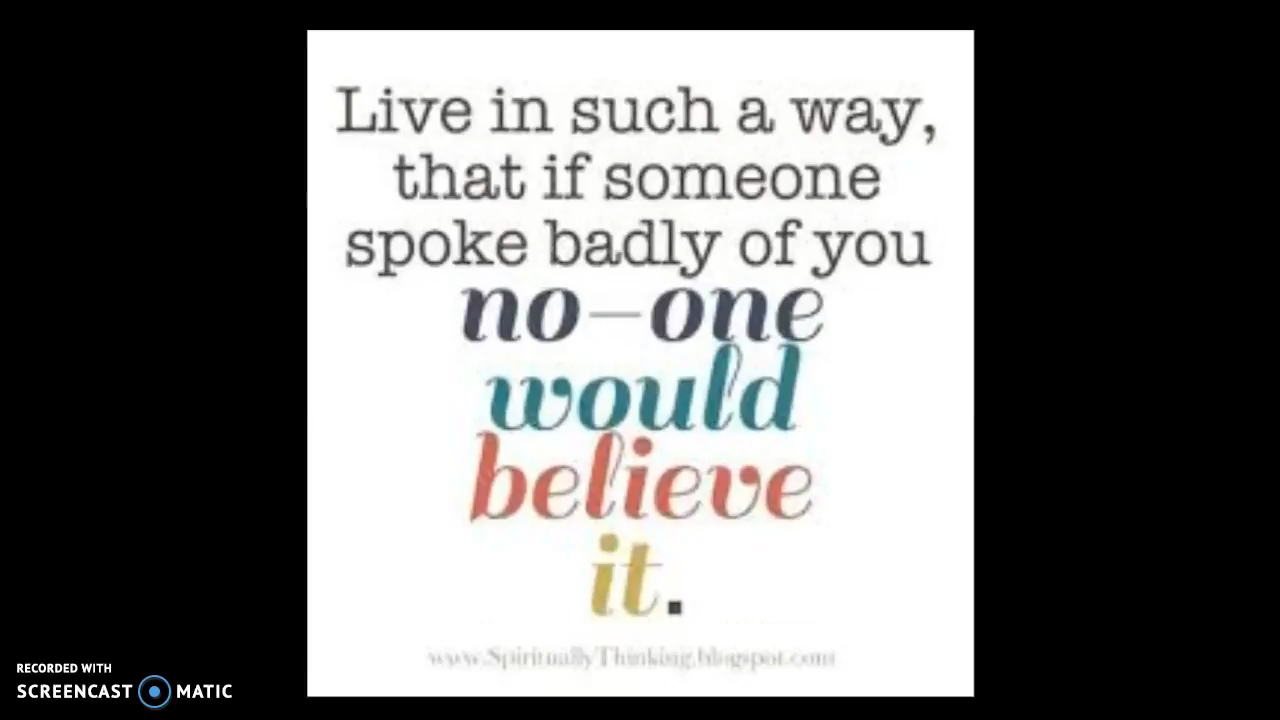 Live in such a way,
that if someone
spoke badly of you
no-one
would
believe
it.
www.SpirituallyThinking.blogspot.com
RECORDED WITH
SCREENCAST MATIC